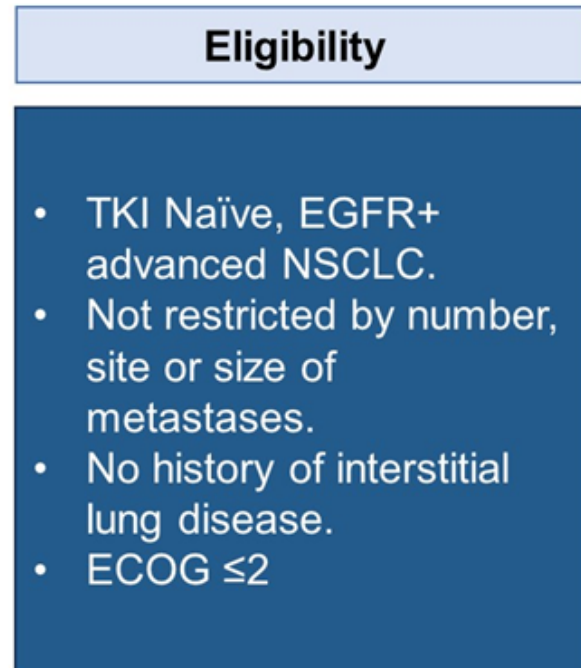 Eligibility
• TKI Naïve, EGFR+
advanced NSCLC.
• Not restricted by number,
site or size of
metastases.
• No history of interstitial
lung disease.
• ECOG ≤2